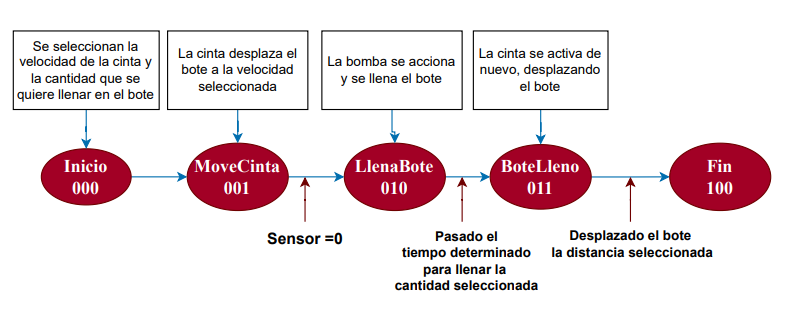 Se seleccionan la
velocidad de la cinta y
la cantidad que se
quiere llenar en el bote
La cinta desplaza el
bote a la velocidad
seleccionada
La bomba se acciona
y se llena el bote
La cinta se activa de
nuevo, desplazando
el bote
Inicio
000
MoveCinta
001
LlenaBote
010
BoteLleno
011
Fin
100
Sensor =0
Pasado el
tiempo determinado
para llenar la
cantidad seleccionada
Desplazado el bote
la distancia seleccionada